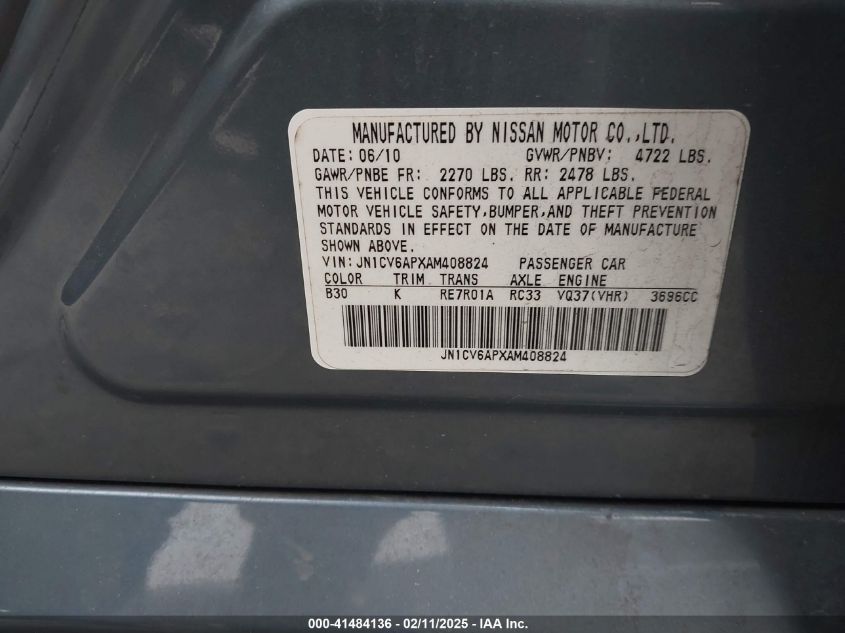 MANUFACTURED BY NISSAN MOTOR CO.,LTD.
DATE: 06/10 GVWR/PNBV: 4722 LBS.
GAWR/PNBE FR: 2270 LBS. RR: 2478 LBS.
THIS VEHICLE CONFORMS TO ALL APPLICABLE FEDERAL
MOTOR VEHICLE SAFETY,BUMPER,AND THEFT PREVENTION
STANDARDS IN EFFECT ON THE DATE OF MANUFACTURE
SHOWN ABOVE.
VIN: JN1CV6APXAM408824 PASSENGER CAR
COLOR TRIM TRANS AXLE ENGINE
B30 K RE7R01A RC33 VQ37(VHR) 3696CC
JN1CV6APXAM408824
000-41484136 - 02/11/2025 - IAA Inc.